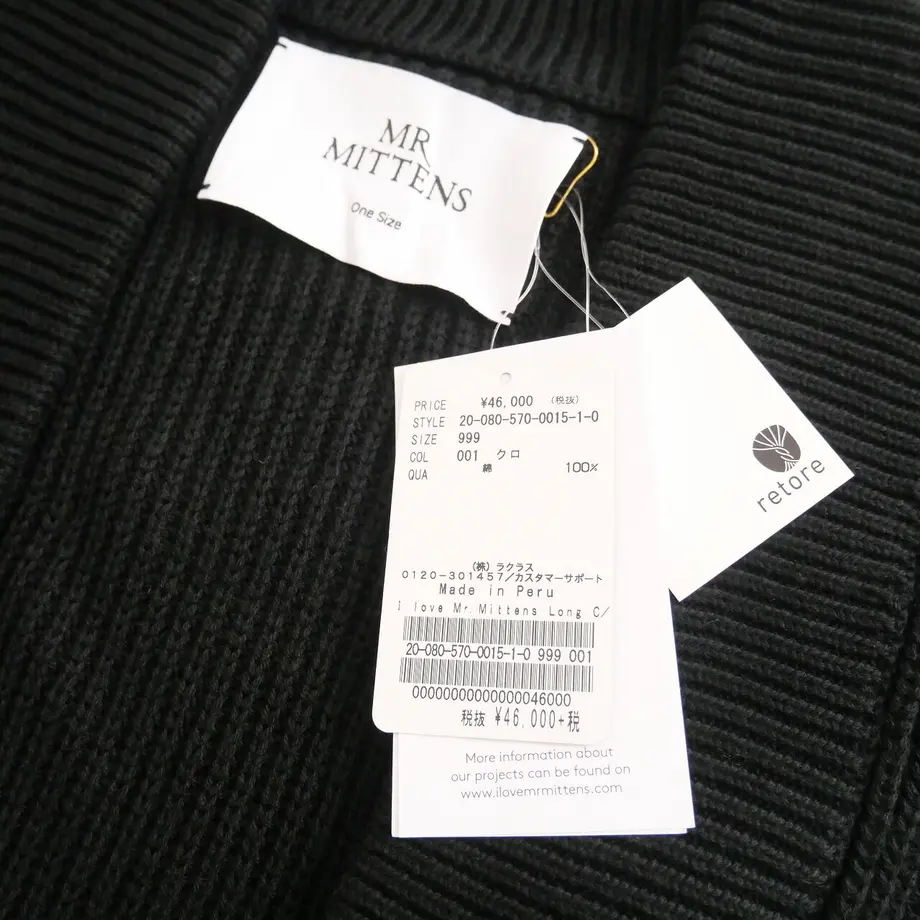 MR
MITTENS
One Size
PRICE ¥46,000 (税抜)
STYLE 20-080-570-0015-1-0
SIZE 999
COL 001 クロ
QUA 綿 100%
(株) ラクラス
0120-301457/カスタマーサポート
Made in Peru
I love Mr.Mittens Long C/
20-080-570-0015-1-0 999 001
00000000000000046000
税抜 ¥46,000+税
retore
More information about
our projects can be found on
www.ilovemrmittens.com